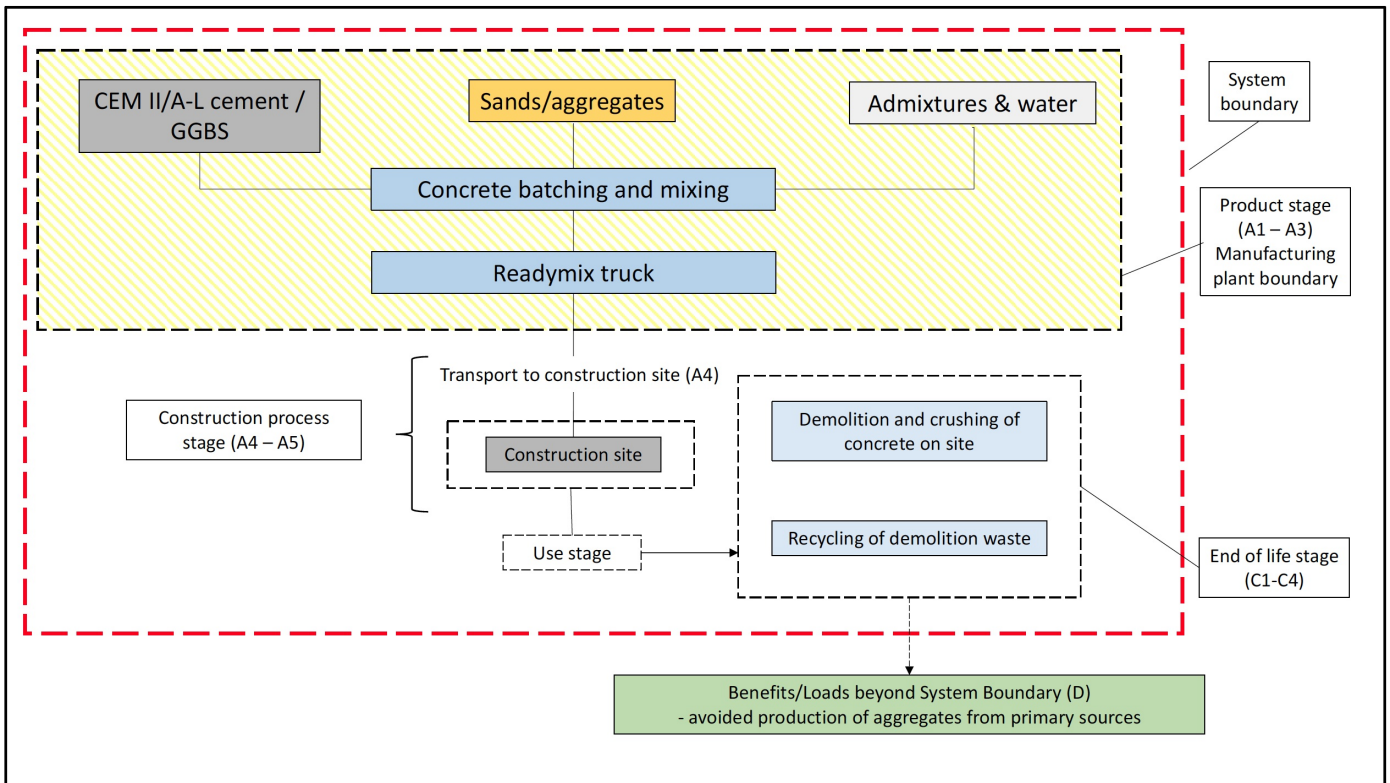 CEM II/A-L cement /
GGBS
Sands/aggregates
Admixtures & water
System
boundary
Concrete batching and mixing
Readymix truck
Product stage
(A1 – A3)
Manufacturing
plant boundary
Transport to construction site (A4)
Construction process
stage (A4 – A5)
Construction site
Use stage
Demolition and crushing of
concrete on site
Recycling of demolition waste
End of life stage
(C1-C4)
Benefits/Loads beyond System Boundary (D)
- avoided production of aggregates from primary sources